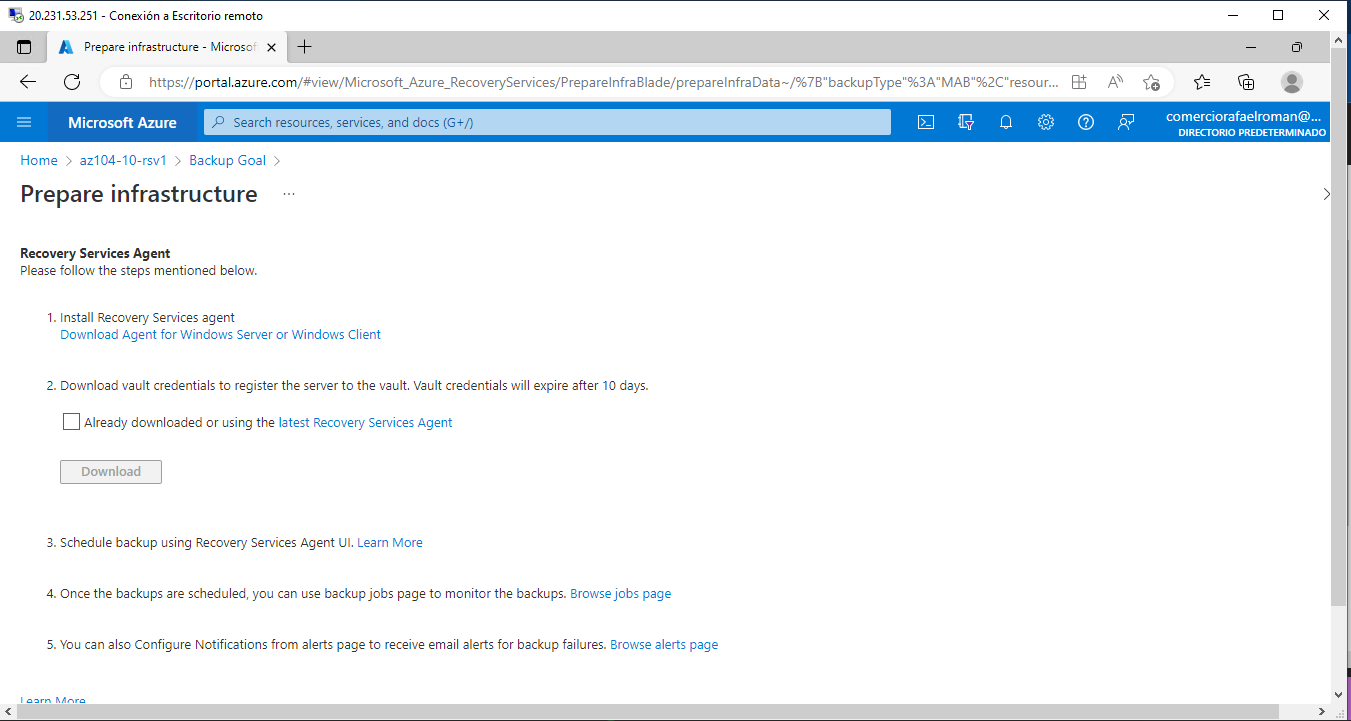 20.231.53.251 - Conexión a Escritorio remoto
Prepare infrastructure - Microsof
https://portal.azure.com/#view/Microsoft_Azure_RecoveryServices/PrepareInfraBlade/prepareInfraData~/%7B"backupType"%3A"MAB"%2C"resour...
Microsoft Azure
Search resources, services, and docs (G+/)
comerciorafaelroman@...
DIRECTORIO PREDETERMINADO
Home > az104-10-rsv1 > Backup Goal >
Prepare infrastructure ...
Recovery Services Agent
Please follow the steps mentioned below.
1. Install Recovery Services agent
Download Agent for Windows Server or Windows Client
2. Download vault credentials to register the server to the vault. Vault credentials will expire after 10 days.
Already downloaded or using the latest Recovery Services Agent
Download
3. Schedule backup using Recovery Services Agent UI. Learn More
4. Once the backups are scheduled, you can use backup jobs page to monitor the backups. Browse jobs page
5. You can also Configure Notifications from alerts page to receive email alerts for backup failures. Browse alerts page
Learn More